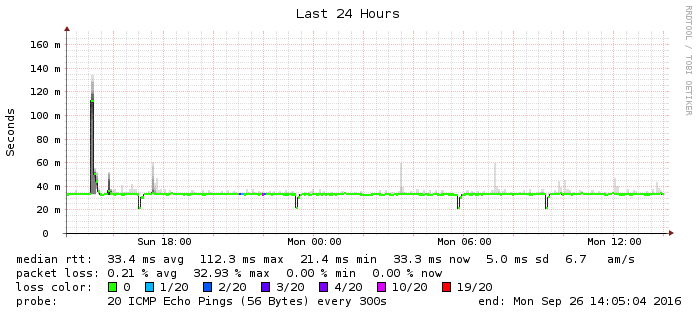 Last 24 Hours
RRDTOOL / TOBI OETIKER
Seconds
160 m
140 m
120 m
100 m
80 m
60 m
40 m
20 m
0
Sun 18:00 Mon 00:00 Mon 06:00 Mon 12:00
median rtt: 33.4 ms avg 112.3 ms max 21.4 ms min 33.3 ms now 5.0 ms sd 6.7 am/s
packet loss: 0.21 % avg 32.93 % max 0.00 % min 0.00 % now
loss color: 0 1/20 2/20 3/20 4/20 10/20 19/20
probe: 20 ICMP Echo Pings (56 Bytes) every 300s end: Mon Sep 26 14:05:04 2016